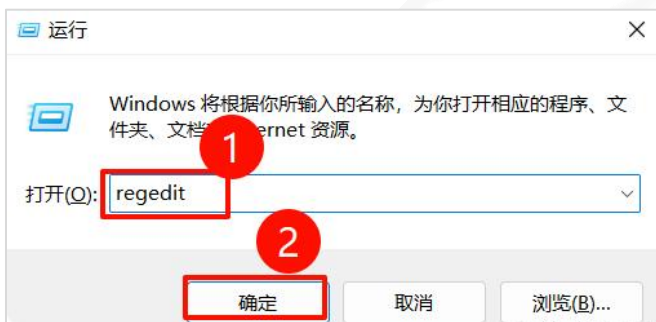 运行
Windows 将根据你所输入的名称，为你打开相应的程序、文
件夹、文档 ernet 资源。
1
打开(O): regedit
2
确定 取消 浏览(B)...